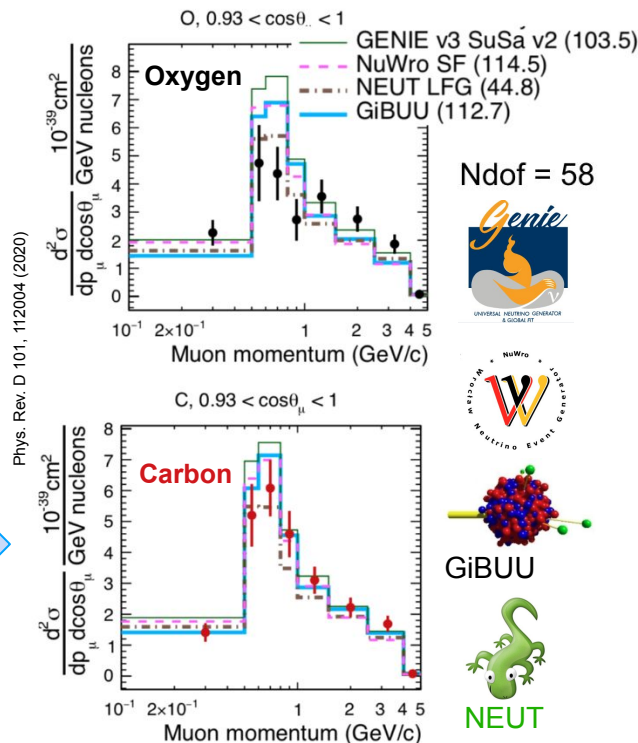 O, 0.93 < cosθ < 1
GENIE v3 SuSa v2 (103.5)
NuWro SF (114.5)
NEUT LFG (44.8)
GiBUU (112.7)
Oxygen
d²σ
dpμ dcosθμ
10⁻³⁹cm²
GeV nucleons
8
7
6
5
4
3
2
1
0
10⁻¹ 2×10⁻¹ 1 2 3 4 5
Muon momentum (GeV/c)
Phys. Rev. D 101, 112004 (2020)
Ndof = 58
Genie
UNIVERSAL NEUTRINO GENERATOR
& GLOBAL FIT
NuWro
Wrocław Neutrino Event Generator
GiBUU
NEUT
C, 0.93 < cosθμ < 1
Carbon
d²σ
dpμ dcosθμ
10⁻³⁹cm²
GeV nucleons
8
7
6
5
4
3
2
1
0
10⁻¹ 2×10⁻¹ 1 2 3 4 5
Muon momentum (GeV/c)